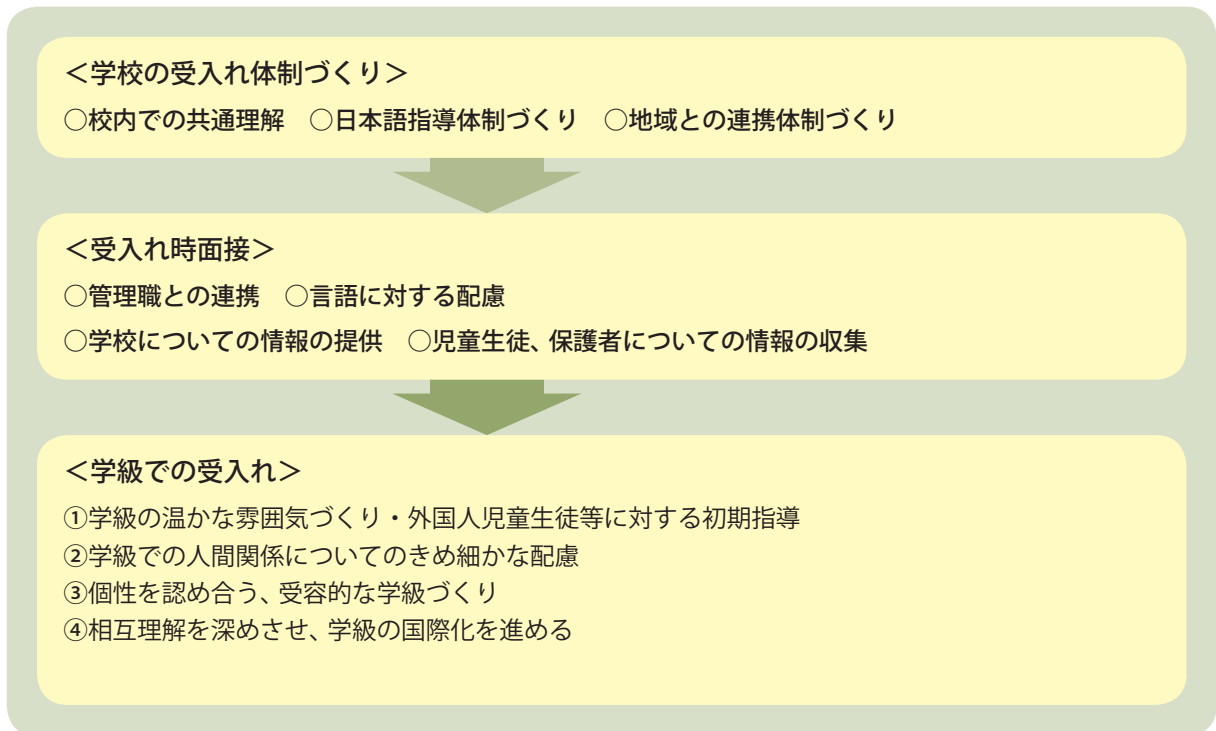 ＜学校の受入れ体制づくり＞
○校内での共通理解　○日本語指導体制づくり　○地域との連携体制づくり
＜受入れ時面接＞
○管理職との連携　○言語に対する配慮
○学校についての情報の提供　○児童生徒、保護者についての情報の収集
＜学級での受入れ＞
①学級の温かな雰囲気づくり・外国人児童生徒等に対する初期指導
②学級での人間関係についてのきめ細かな配慮
③個性を認め合う、受容的な学級づくり
④相互理解を深めさせ、学級の国際化を進める